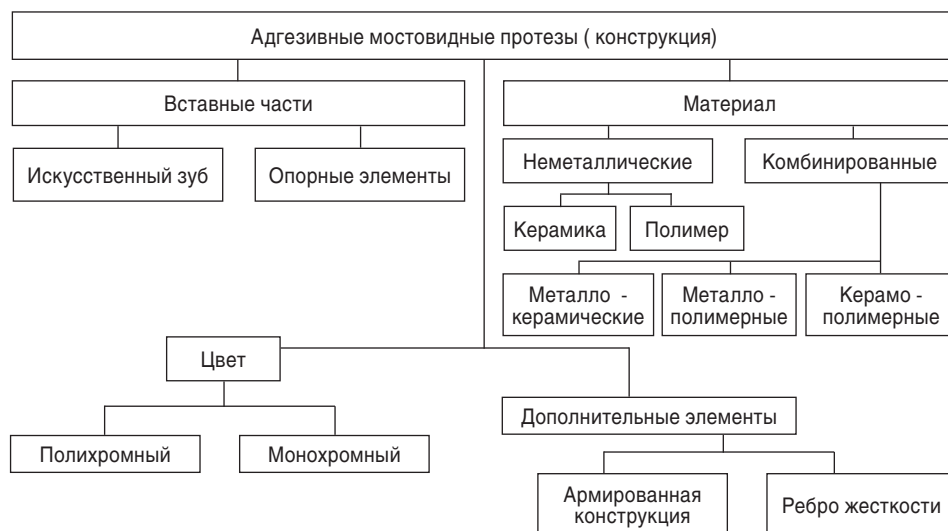 Адгезивные мостовидные протезы ( конструкция)
Вставные части
Материал
Искусственный зуб
Опорные элементы
Неметаллические
Комбинированные
Керамика
Полимер
Металло -
керамические
Металло -
полимерные
Керамо -
полимерные
Цвет
Дополнительные элементы
Полихромный
Монохромный
Армированная
конструкция
Ребро жесткости